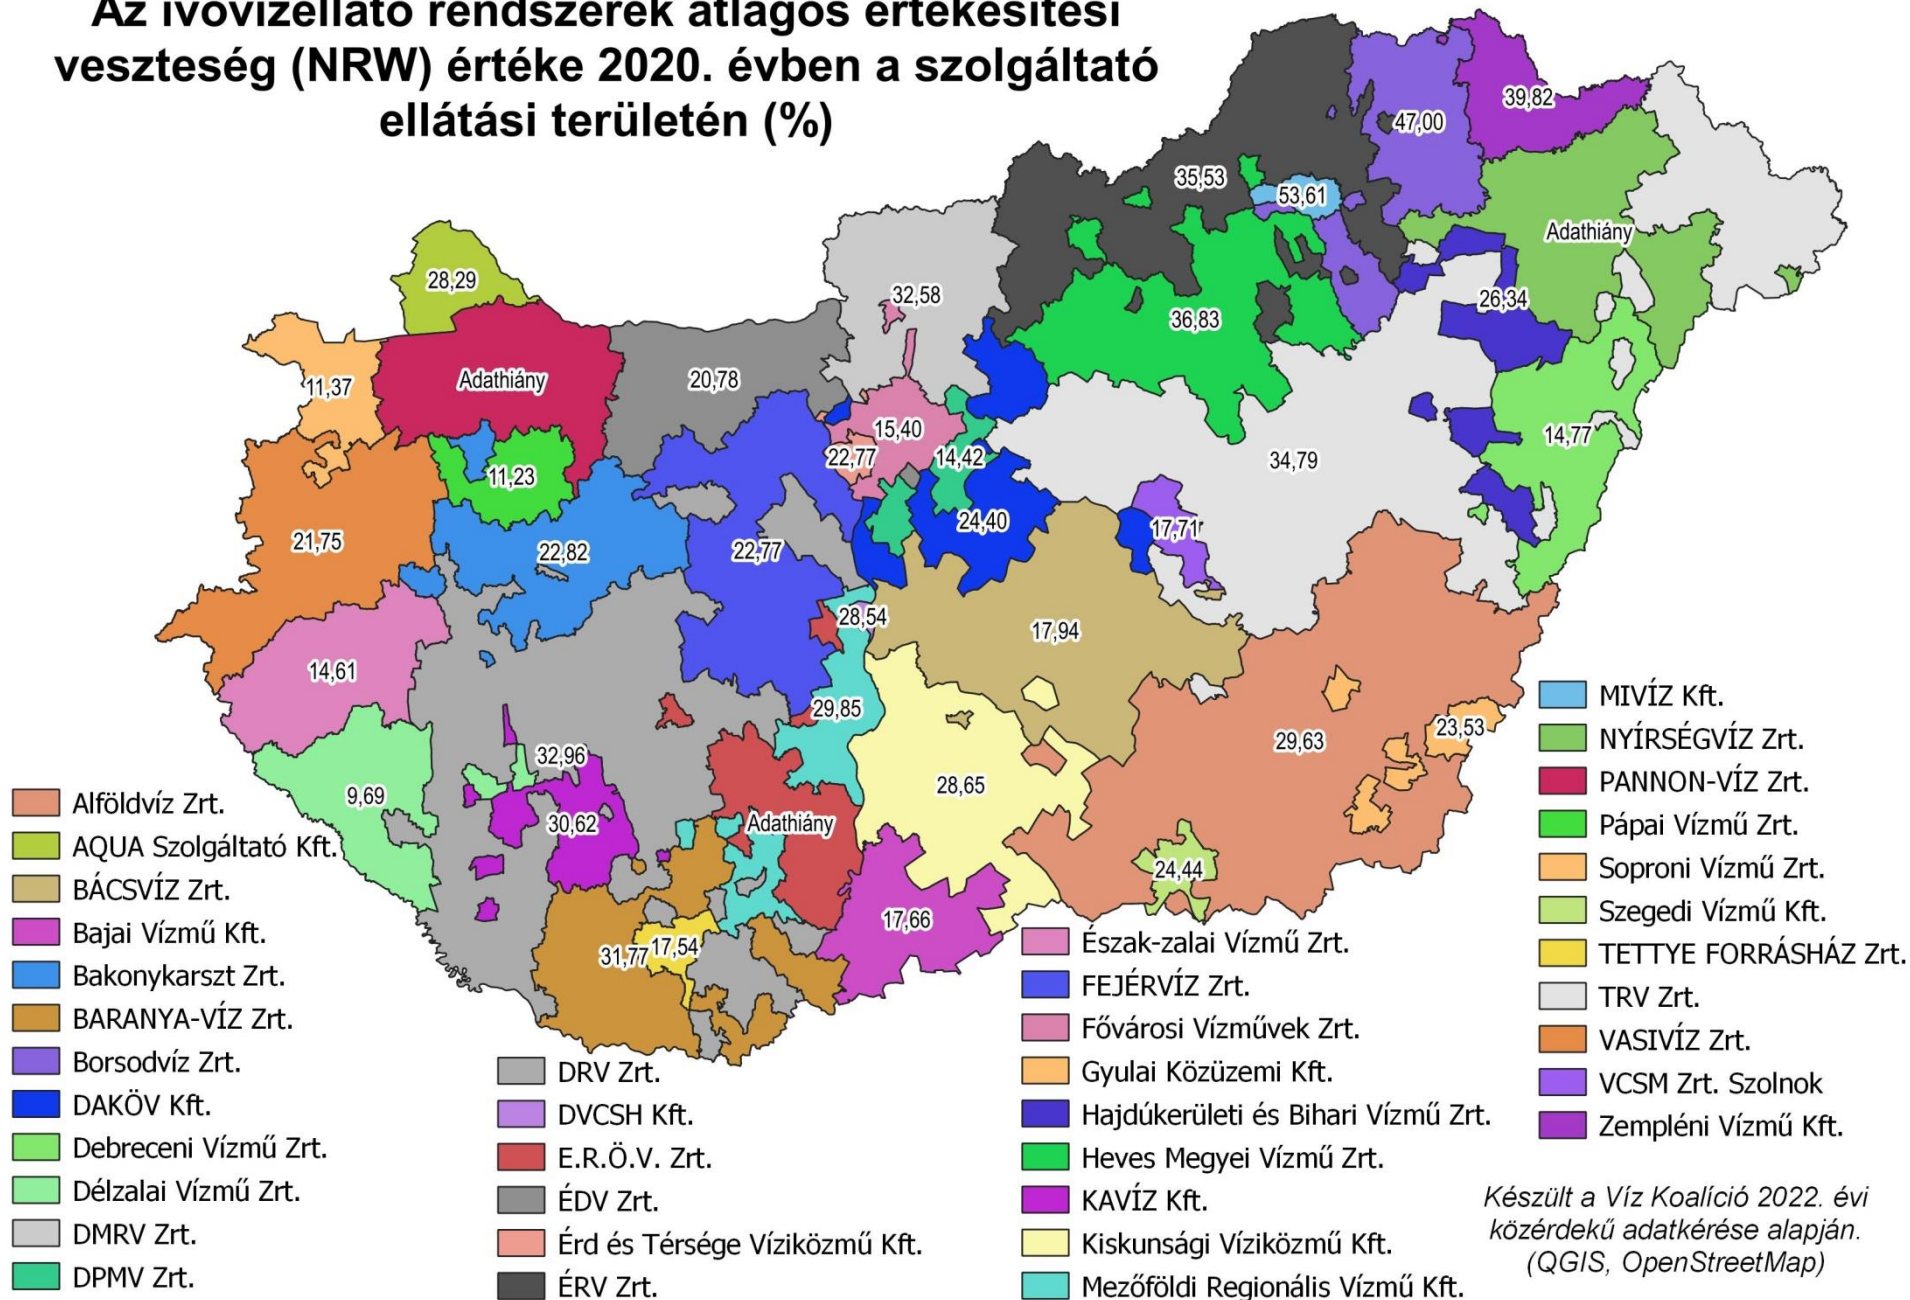 Az ivóvízellátó rendszerek átlagos értékesítési
veszteség (NRW) értéke 2020. évben a szolgáltató
ellátási területén (%)
39,82
47,00
35,53
53,61
Adathiány
28,29
32,58
26,34
36,83
11,37
Adathiány
20,78
15,40
14,77
22,77
14,42
34,79
11,23
24,40
17,71
21,75
22,82
22,77
28,54
17,94
14,61
29,85
23,53
29,63
32,96
28,65
9,69
30,62
Adathiány
24,44
17,66
31,77
17,54
Alföldvíz Zrt.
AQUA Szolgáltató Kft.
BÁCSVÍZ Zrt.
Bajai Vízmű Kft.
Bakonykarszt Zrt.
BARANYA-VÍZ Zrt.
Borsodvíz Zrt.
DAKÖV Kft.
Debreceni Vízmű Zrt.
Délzalai Vízmű Zrt.
DMRV Zrt.
DPMV Zrt.
DRV Zrt.
DVCSH Kft.
E.R.Ö.V. Zrt.
ÉDV Zrt.
Érd és Térsége Víziközmű Kft.
ÉRV Zrt.
Észak-zalai Vízmű Zrt.
FEJÉRVÍZ Zrt.
Fővárosi Vízművek Zrt.
Gyulai Közüzemi Kft.
Hajdúkerületi és Bihari Vízmű Zrt.
Heves Megyei Vízmű Zrt.
KAVÍZ Kft.
Kiskunsági Víziközmű Kft.
Mezőföldi Regionális Vízmű Kft.
MIVÍZ Kft.
NYÍRSÉGVÍZ Zrt.
PANNON-VÍZ Zrt.
Pápai Vízmű Zrt.
Soproni Vízmű Zrt.
Szegedi Vízmű Kft.
TETTYE FORRÁSHÁZ Zrt.
TRV Zrt.
VASIVÍZ Zrt.
VCSM Zrt. Szolnok
Zempléni Vízmű Kft.
Készült a Víz Koalíció 2022. évi
közérdekű adatkérése alapján.
(QGIS, OpenStreetMap)